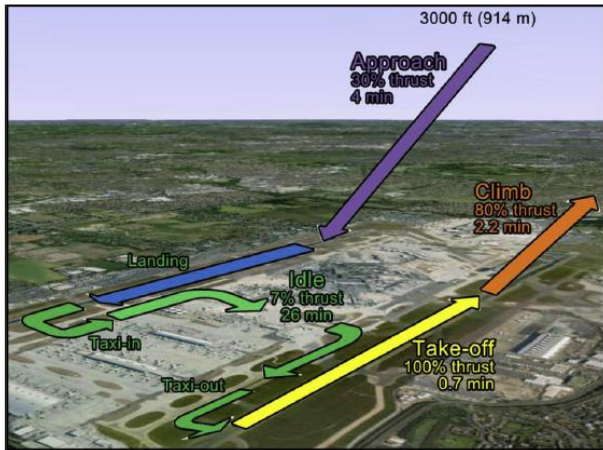 3000 ft (914 m)
Approach
30% thrust
4 min
Climb
80% thrust
2.2 min
Landing
Idle
7% thrust
26 min
Taxi-in
Take-off
100% thrust
0.7 min
Taxi-out